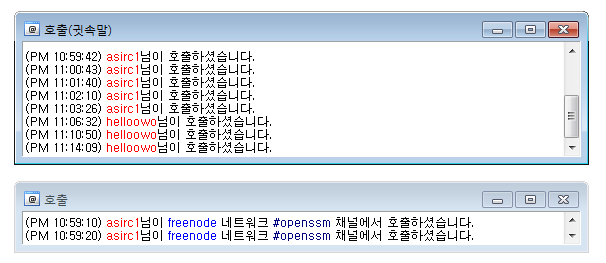 호출(귓속말)
(PM 10:59:42) asirc1님이 호출하셨습니다.
(PM 11:00:43) asirc1님이 호출하셨습니다.
(PM 11:01:40) asirc1님이 호출하셨습니다.
(PM 11:02:10) asirc1님이 호출하셨습니다.
(PM 11:03:26) asirc1님이 호출하셨습니다.
(PM 11:06:32) helloowo님이 호출하셨습니다.
(PM 11:10:50) helloowo님이 호출하셨습니다.
(PM 11:14:09) helloowo님이 호출하셨습니다.
호출
(PM 10:59:10) asirc1님이 freenode 네트워크 #openssm 채널에서 호출하셨습니다.
(PM 10:59:20) asirc1님이 freenode 네트워크 #openssm 채널에서 호출하셨습니다.